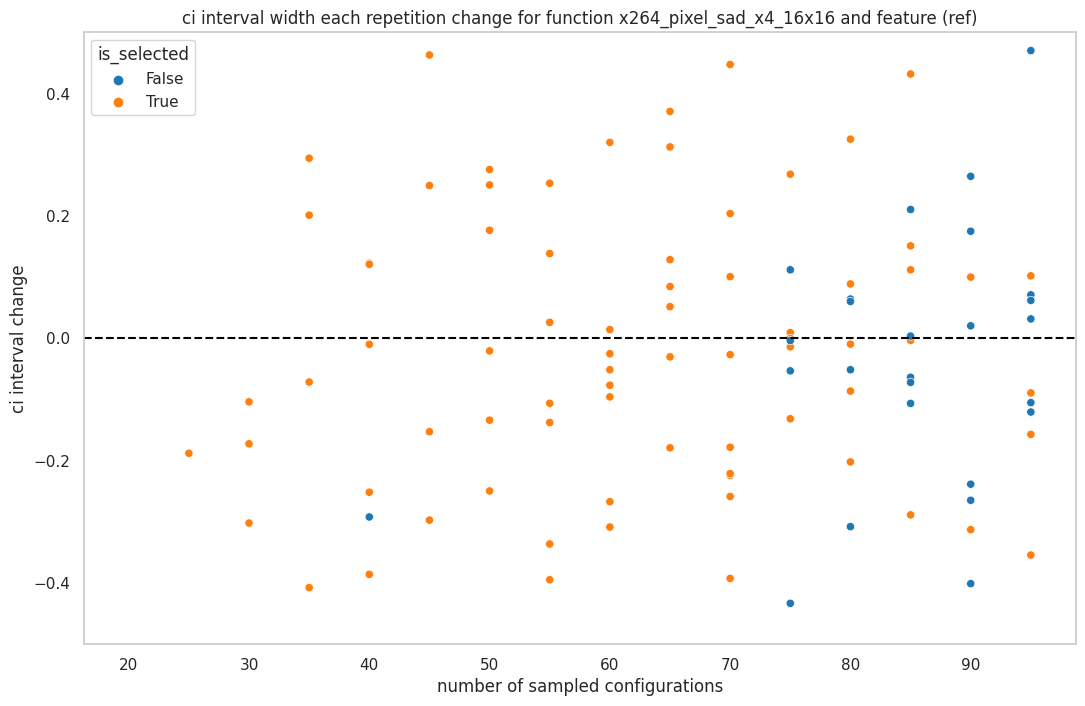 ci interval width each repetition change for function x264_pixel_sad_x4_16x16 and feature (ref)
is_selected
False
True
ci interval change
0.4
0.2
0.0
−0.2
−0.4
20 30 40 50 60 70 80 90
number of sampled configurations